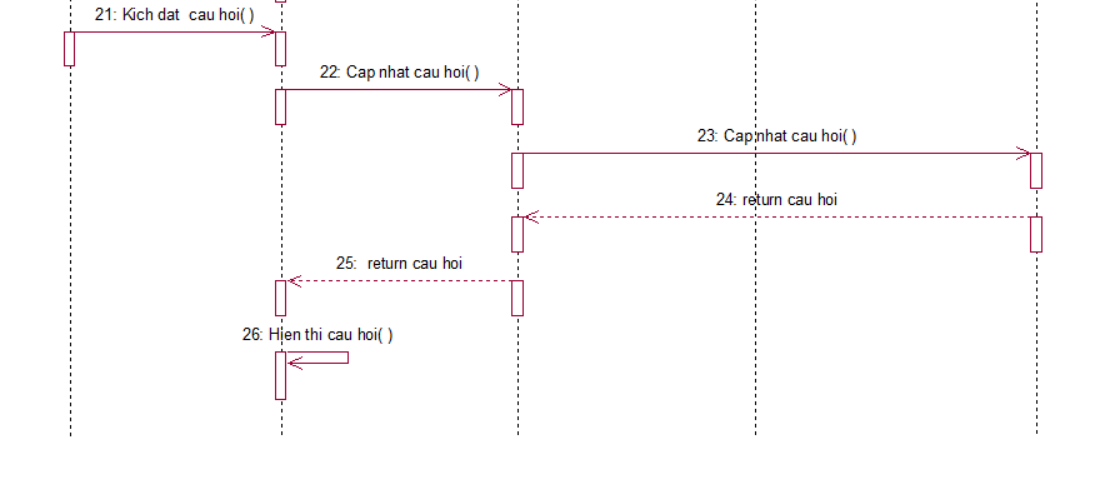 21: Kich dat  cau hoi( )
22: Cap nhat cau hoi( )
23: Cap nhat cau hoi( )
24: return cau hoi
25:  return cau hoi
26: Hien thi cau hoi( )